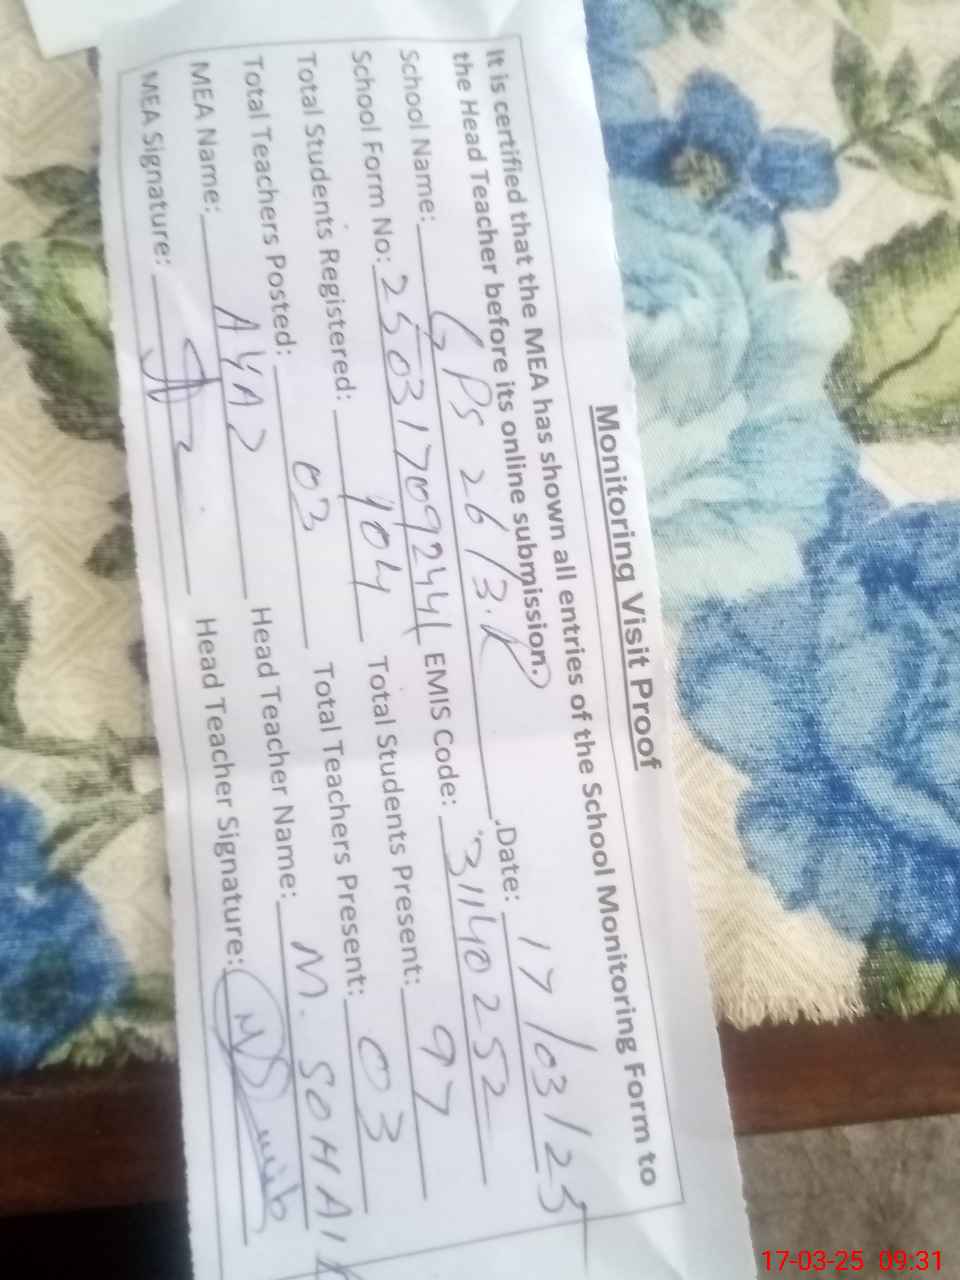 Monitoring Visit Proof
It is certified that the MEA has shown all entries of the School Monitoring Form to
the Head Teacher before its online submission.
School Name: GPS 26/3.R Date: 17/03/25
School Form No: 2503170924 EMIS Code: 31140252
Total Students Registered: 104 Total Students Present: 97
Total Teachers Posted: 03 Total Teachers Present: 03
MEA Name: AYAZ Head Teacher Name: M. SOHAIB
MEA Signature: Head Teacher Signature:
17-03-25 09:31